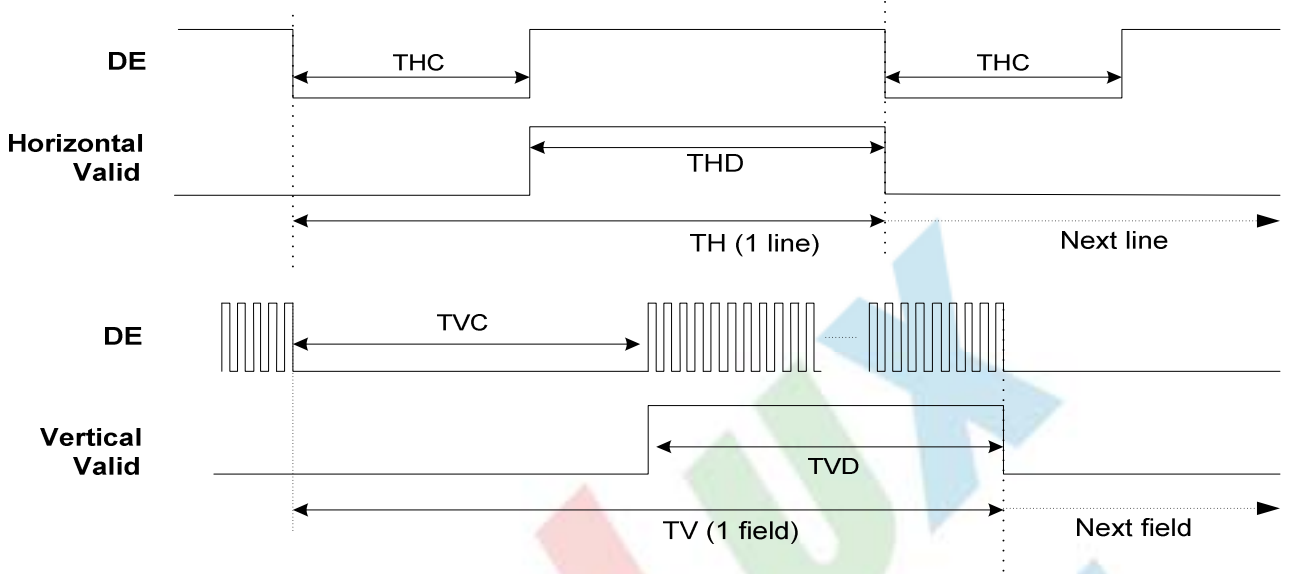 DE
THC
THC
Horizontal
Valid
THD
TH (1 line)
Next line
DE
TVC
Vertical
Valid
TVD
TV (1 field)
Next field